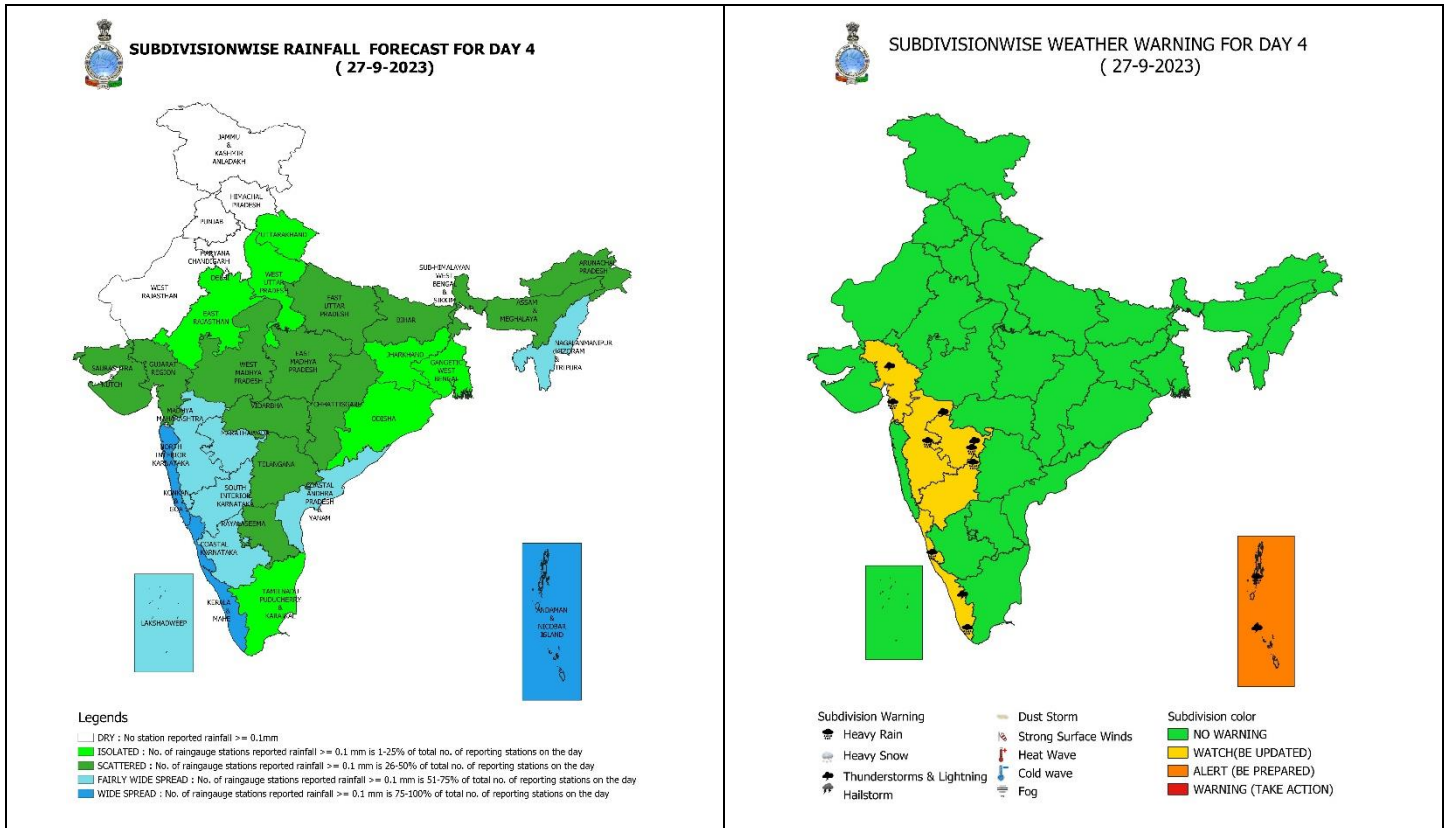 SUBDIVISIONWISE RAINFALL FORECAST FOR DAY 4
( 27-9-2023)
JAMMU
&
KASHMIR
ANLADAKH
HIMACHAL
PRADESH
PUNJAB
HARYANA
CHANDIGARH
&
DELHI
UTTARAKHAND
WEST
UTTAR
PRADESH
WEST
RAJASTHAN
EAST
RAJASTHAN
EAST
UTTAR
PRADESH
BIHAR
SUB-HIMALAYAN
WEST
BENGAL
&
SIKKIM
ARUNACHAL
PRADESH
ASSAM
&
MEGHALAYA
NAGALANMANIPUR
MIZORAM
&
TRIPURA
SAURASHTRA
&
KUTCH
GUJARAT
REGION
WEST
MADHYA
PRADESH
EAST
MADHYA
PRADESH
JHARKHAND
GANGETIC
WEST
BENGAL
CHHATTISGARH
ODISHA
VIDARBHA
MADHYA
MAHARASHTRA
MARATHAWADA
NORTH
INTERIOR
KARNATAKA
TELANGANA
KONKAN
&
GOA
SOUTH
INTERIOR
KARNATAKA
COASTAL
ANDHRA
PRADESH
&
YANAM
RAYALASEEMA
COASTAL
KARNATAKA
KERALA
&
MAHE
TAMILNADU
PUDUCHERRY
&
KARAIKAL
LAKSHADWEEP
ANDAMAN
&
NICOBAR
ISLAND
Legends
DRY : No station reported rainfall >= 0.1mm
ISOLATED : No. of raingauge stations reported rainfall >= 0.1 mm is 1-25% of total no. of reporting stations on the day
SCATTERED : No. of raingauge stations reported rainfall >= 0.1 mm is 26-50% of total no. of reporting stations on the day
FAIRLY WIDE SPREAD : No. of raingauge stations reported rainfall >= 0.1 mm is 51-75% of total no. of reporting stations on the day
WIDE SPREAD : No. of raingauge stations reported rainfall >= 0.1 mm is 75-100% of total no. of reporting stations on the day
SUBDIVISIONWISE WEATHER WARNING FOR DAY 4
( 27-9-2023)
Subdivision Warning
Heavy Rain
Heavy Snow
Thunderstorms & Lightning
Hailstorm
Dust Storm
Strong Surface Winds
Heat Wave
Cold wave
Fog
Subdivision color
NO WARNING
WATCH(BE UPDATED)
ALERT (BE PREPARED)
WARNING (TAKE ACTION)